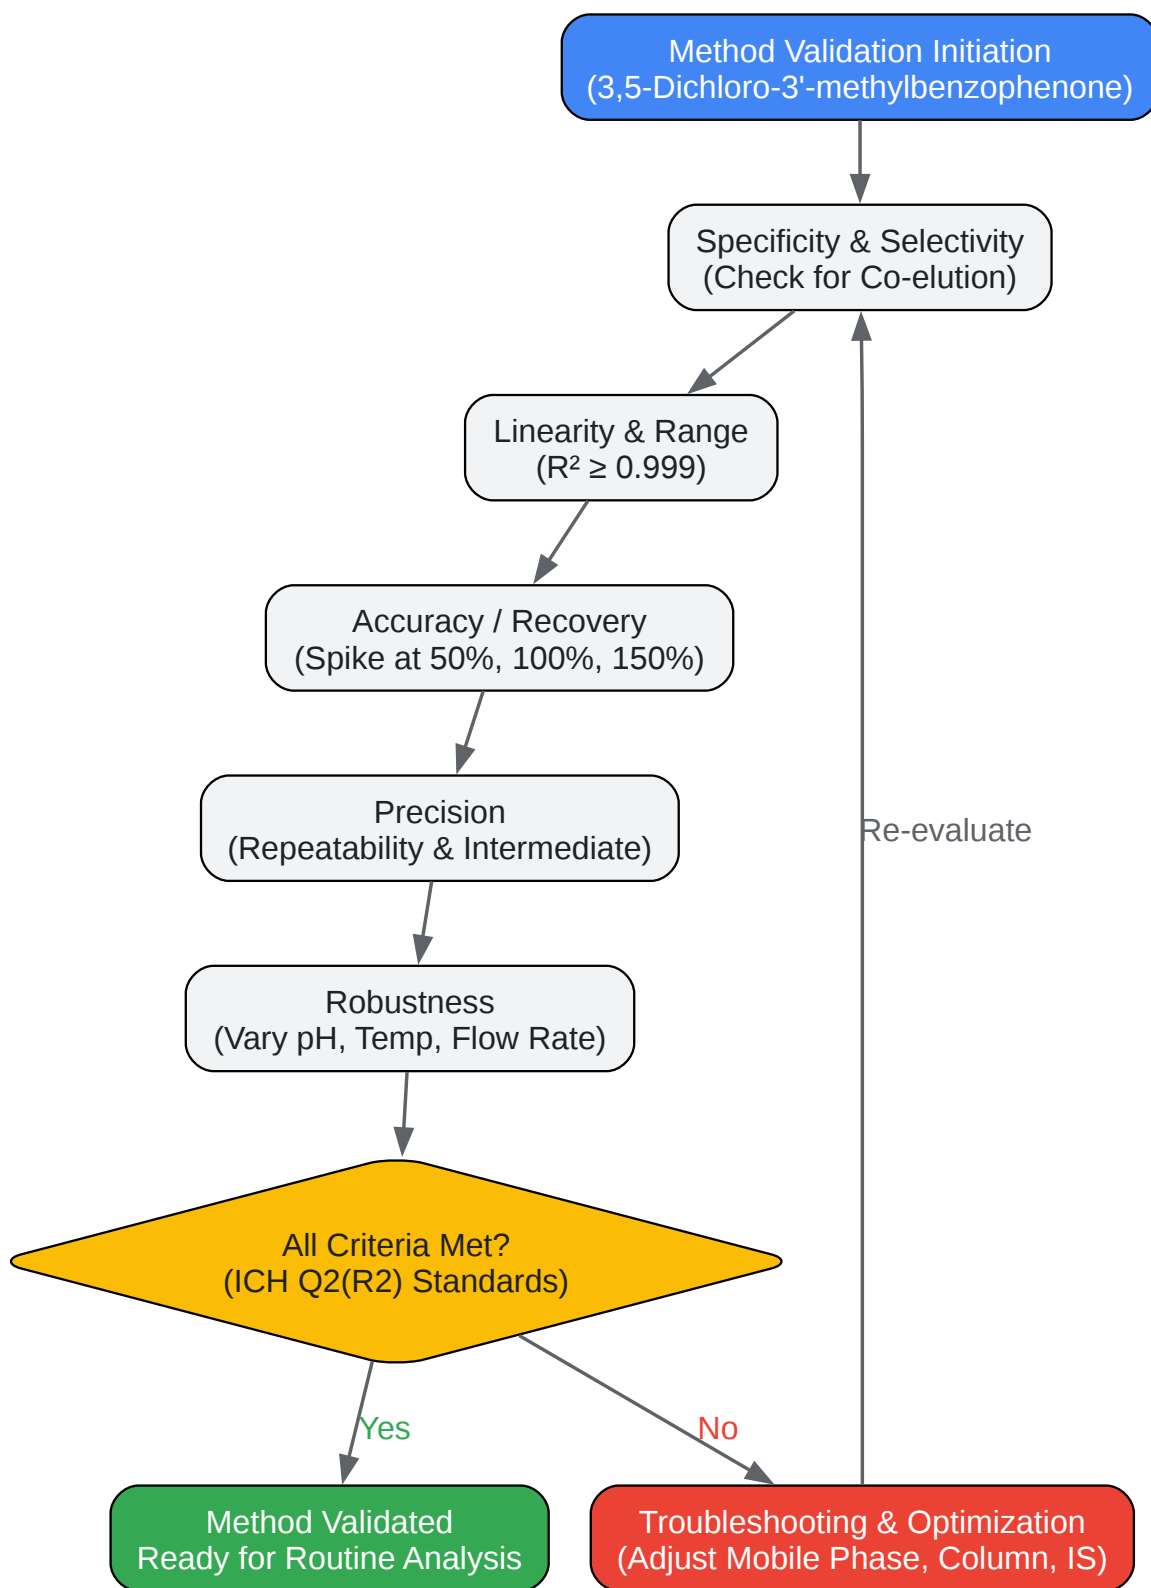 Method Validation Initiation
(3,5-Dichloro-3'-methylbenzophenone)
Specificity & Selectivity
(Check for Co-elution)
Linearity & Range
(R² ≥ 0.999)
Accuracy / Recovery
(Spike at 50%, 100%, 150%)
Precision
(Repeatability & Intermediate)
Re-evaluate
Robustness
(Vary pH, Temp, Flow Rate)
All Criteria Met?
(ICH Q2(R2) Standards)
Yes
No
Method Validated
Ready for Routine Analysis
Troubleshooting & Optimization
(Adjust Mobile Phase, Column, IS)